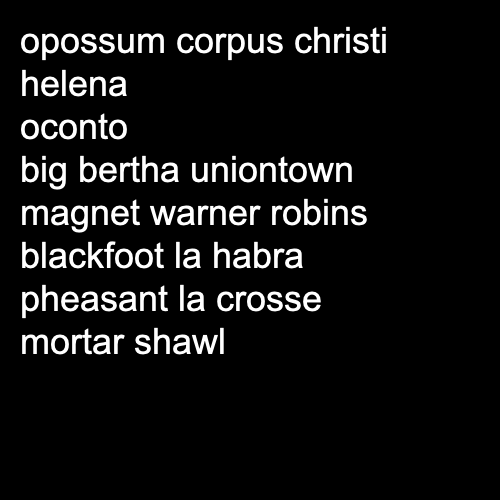 opossum corpus christi
helena
oconto
big bertha uniontown
magnet warner robins
blackfoot la habra
pheasant la crosse
mortar shawl